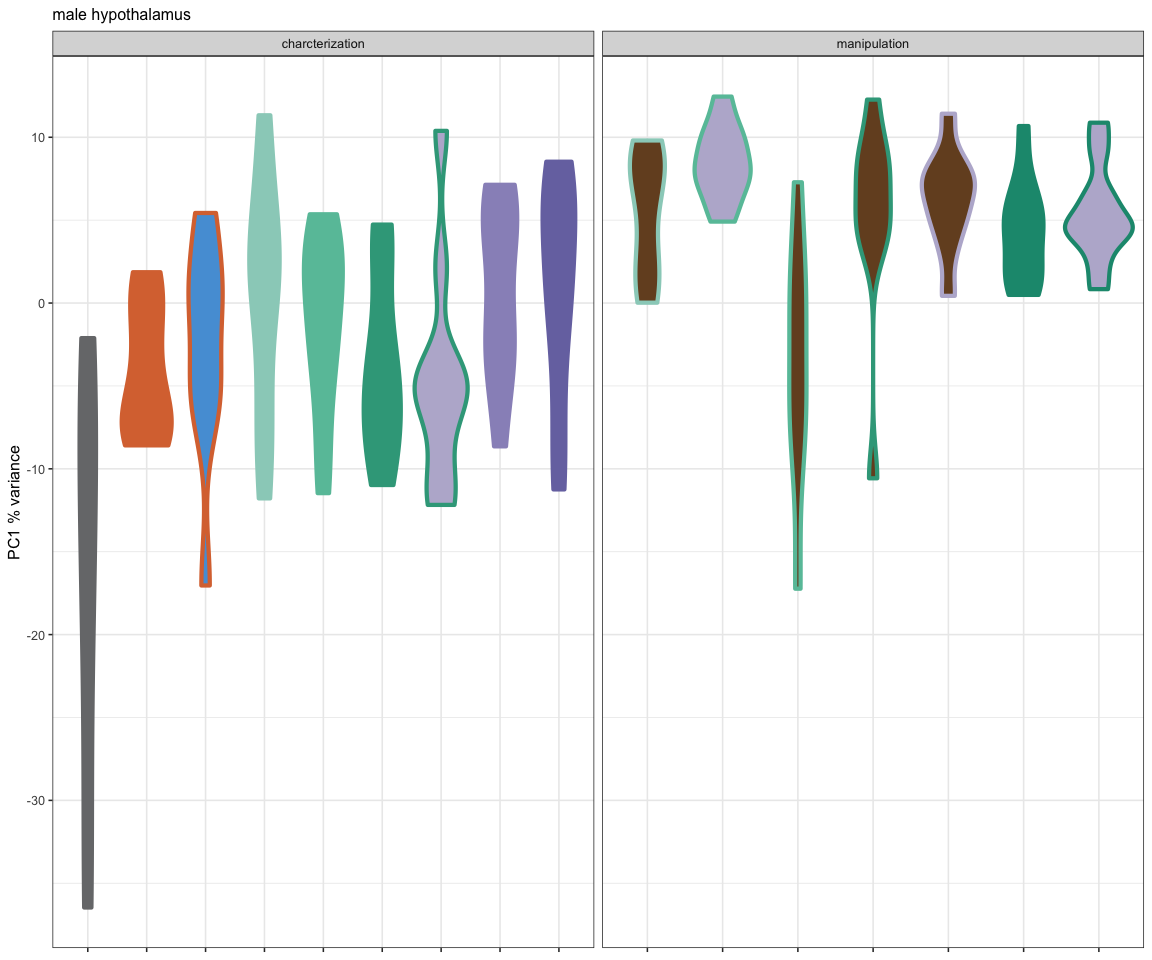 male hypothalamus
charcterization
manipulation
PC1 % variance
10
0
-10
-20
-30